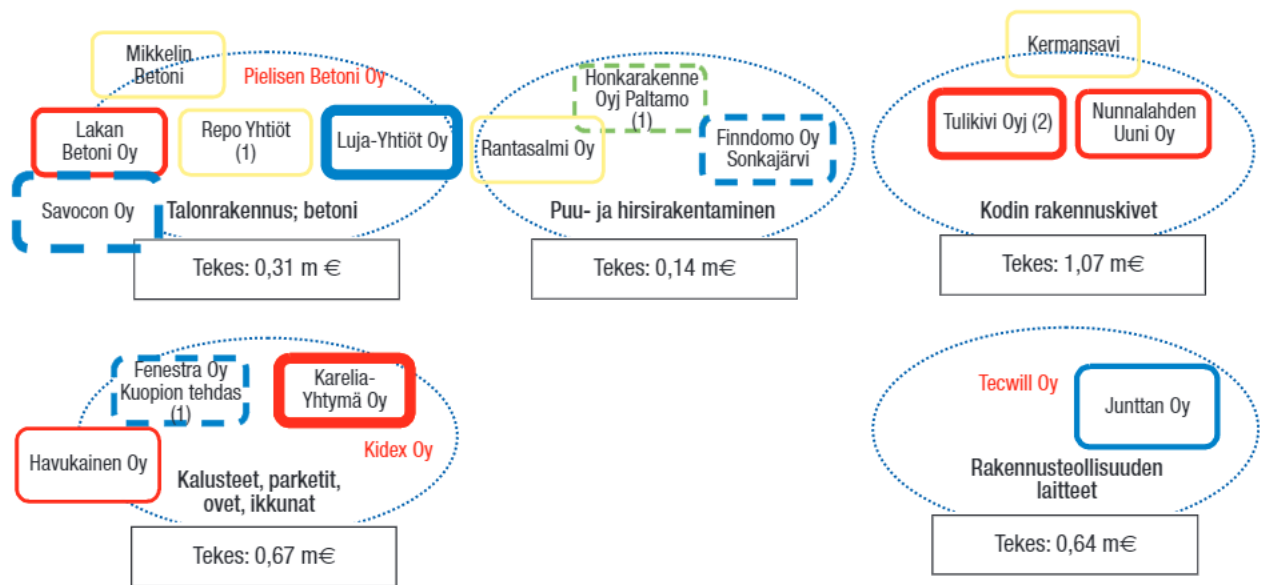 Mikkelin
Betoni
Pielisen Betoni Oy
Lakan
Betoni Oy
Repo Yhtiöt
(1)
Luja-Yhtiöt Oy
Savocon Oy
Talonrakennus; betoni
Tekes: 0,31 m €
Honkarakenne
Oyj Paltamo
(1)
Rantasalmi Oy
Finndomo Oy
Sonkajärvi
Puu- ja hirsirakentaminen
Tekes: 0,14 m€
Kermansavi
Tulikivi Oyj (2)
Nunnalahden
Uuni Oy
Kodin rakennuskivet
Tekes: 1,07 m€
Fenestra Oy
Kuopion tehdas
(1)
Karelia-
Yhtymä Oy
Kidex Oy
Havukainen Oy
Kalusteet, parketit,
ovet, ikkunat
Tekes: 0,67 m€
Tecwill Oy
Junttan Oy
Rakennusteollisuuden
laitteet
Tekes: 0,64 m€